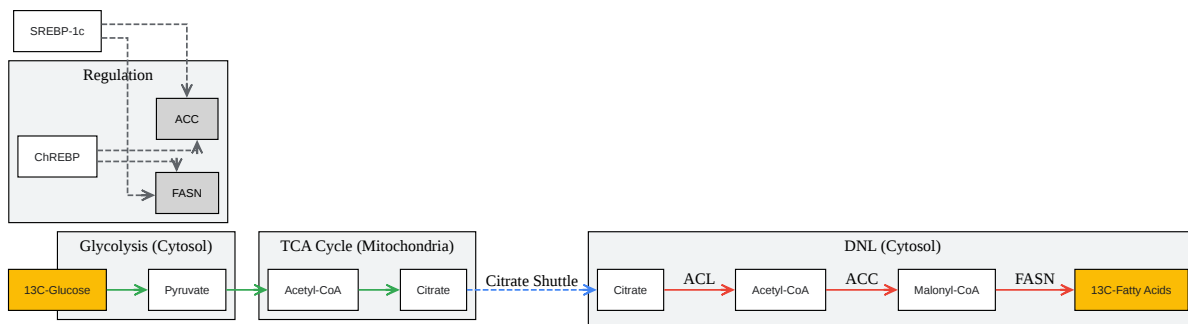 SREBP-1c
Regulation
ACC
ChREBP
FASN
Glycolysis (Cytosol)
TCA Cycle (Mitochondria)
DNL (Cytosol)
13C-Glucose
Pyruvate
Acetyl-CoA
Citrate
Citrate Shuttle
Citrate
ACL
Acetyl-CoA
ACC
Malonyl-CoA
FASN
13C-Fatty Acids